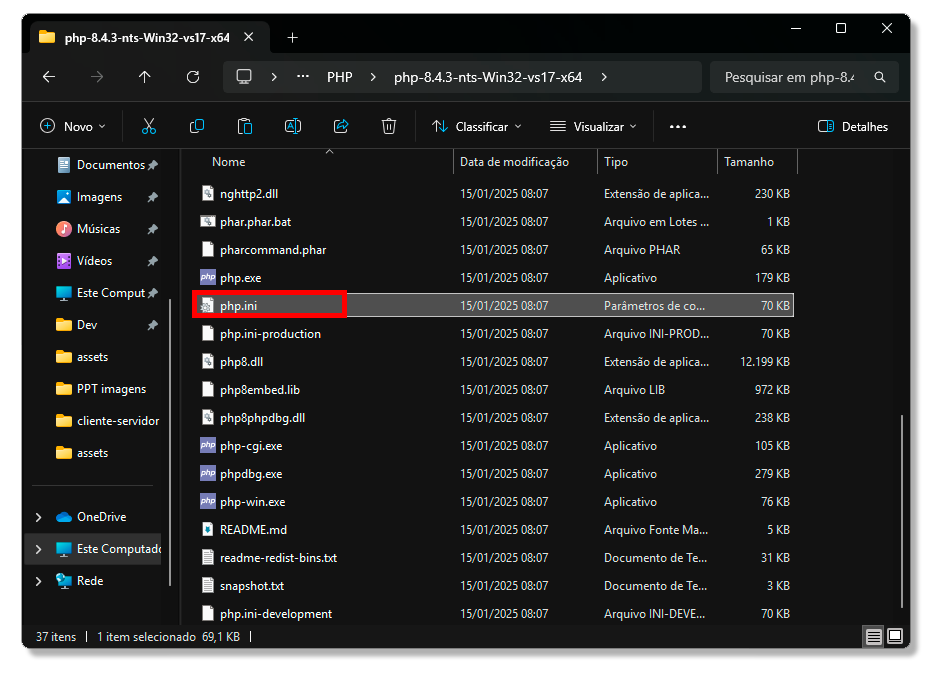 php-8.4.3-nts-Win32-vs17-x64
PHP php-8.4.3-nts-Win32-vs17-x64 Pesquisar em php-8.4
Novo Classificar Visualizar Detalhes
Nome Data de modificação Tipo Tamanho
Documentos
Imagens
Músicas
Vídeos
Este Comput
Dev
assets
PPT imagens
cliente-servidor
assets
OneDrive
Este Computado
Rede
nghttp2.dll 15/01/2025 08:07 Extensão de aplica... 230 KB
phar.phar.bat 15/01/2025 08:07 Arquivo em Lotes ... 1 KB
pharcommand.phar 15/01/2025 08:07 Arquivo PHAR 65 KB
php php.exe 15/01/2025 08:07 Aplicativo 179 KB
php.ini 15/01/2025 08:07 Parâmetros de co... 70 KB
php.ini-production 15/01/2025 08:07 Arquivo INI-PROD... 70 KB
php8.dll 15/01/2025 08:07 Extensão de aplica... 12.199 KB
php8embed.lib 15/01/2025 08:07 Arquivo LIB 972 KB
php8phpdbg.dll 15/01/2025 08:07 Extensão de aplica... 238 KB
php php-cgi.exe 15/01/2025 08:07 Aplicativo 105 KB
php phpdbg.exe 15/01/2025 08:07 Aplicativo 279 KB
php php-win.exe 15/01/2025 08:07 Aplicativo 76 KB
README.md 15/01/2025 08:07 Arquivo Fonte Ma... 5 KB
readme-redist-bins.txt 15/01/2025 08:07 Documento de Te... 31 KB
snapshot.txt 15/01/2025 08:07 Documento de Te... 3 KB
php.ini-development 15/01/2025 08:07 Arquivo INI-DEVE... 70 KB
37 itens 1 item selecionado 69,1 KB